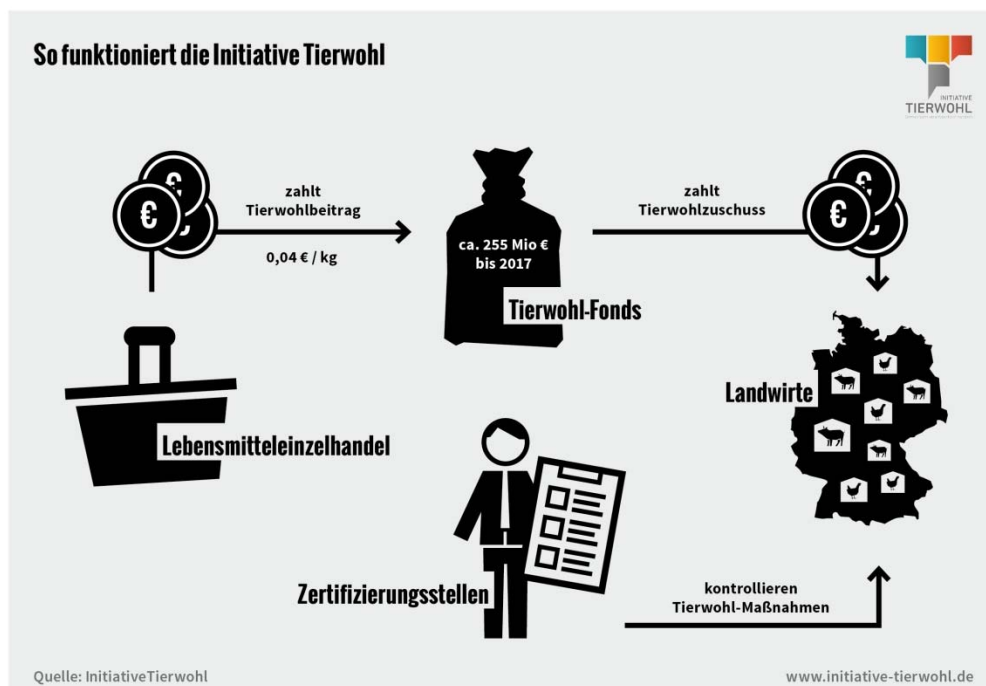 So funktioniert die Initiative Tierwohl
INITIATIVE
TIERWOHL
€
€
€
zahlt
Tierwohlbeitrag
0,04 € / kg
ca. 255 Mio €
bis 2017
Tierwohl-Fonds
zahlt
Tierwohlzuschuss
€
€
€
Lebensmitteleinzelhandel
Landwirte
Zertifizierungsstellen
kontrollieren
Tierwohl-Maßnahmen
Quelle: InitiativeTierwohl
www.initiative-tierwohl.de